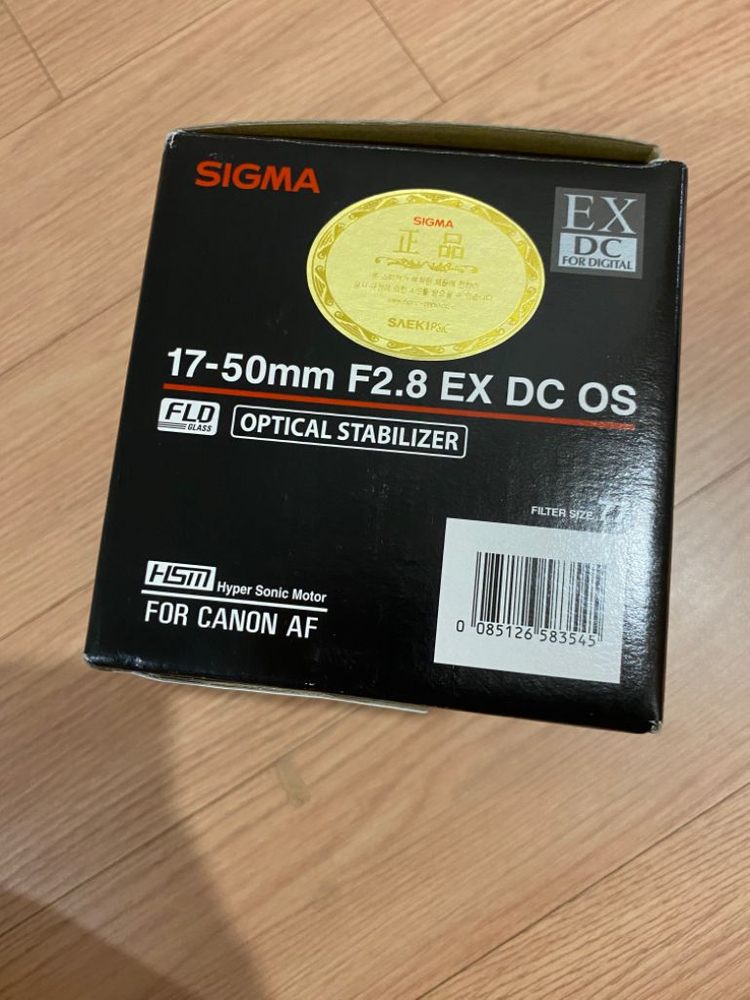 SIGMA
SIGMA
正品
SAEKI P&C
EX
DC
FOR DIGITAL
17-50mm F2.8 EX DC OS
FLD
GLASS
OPTICAL STABILIZER
FILTER SIZE 77
HSM Hyper Sonic Motor
FOR CANON AF
0 085126 583545